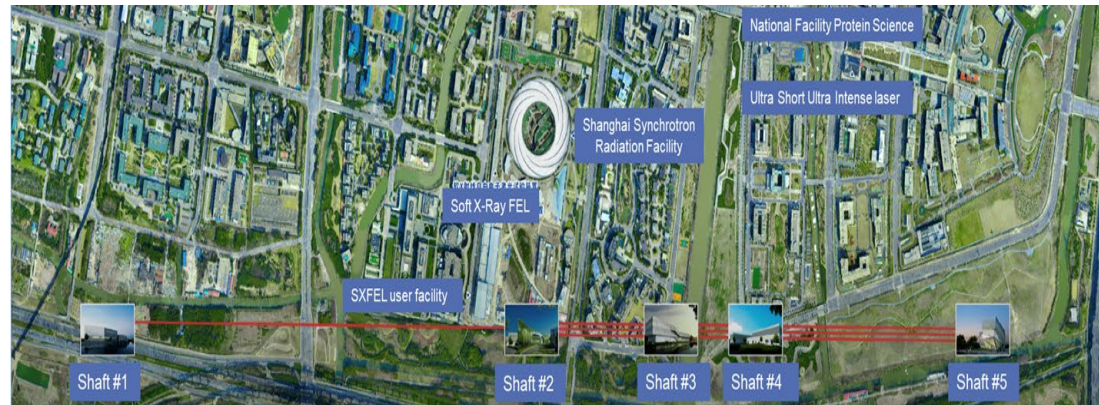 National Facility Protein Science
Ultra Short Ultra Intense laser
Shanghai Synchrotron
Radiation Facility
Soft X-Ray FEL
SXFEL user facility
Shaft #1
Shaft #2
Shaft #3
Shaft #4
Shaft #5